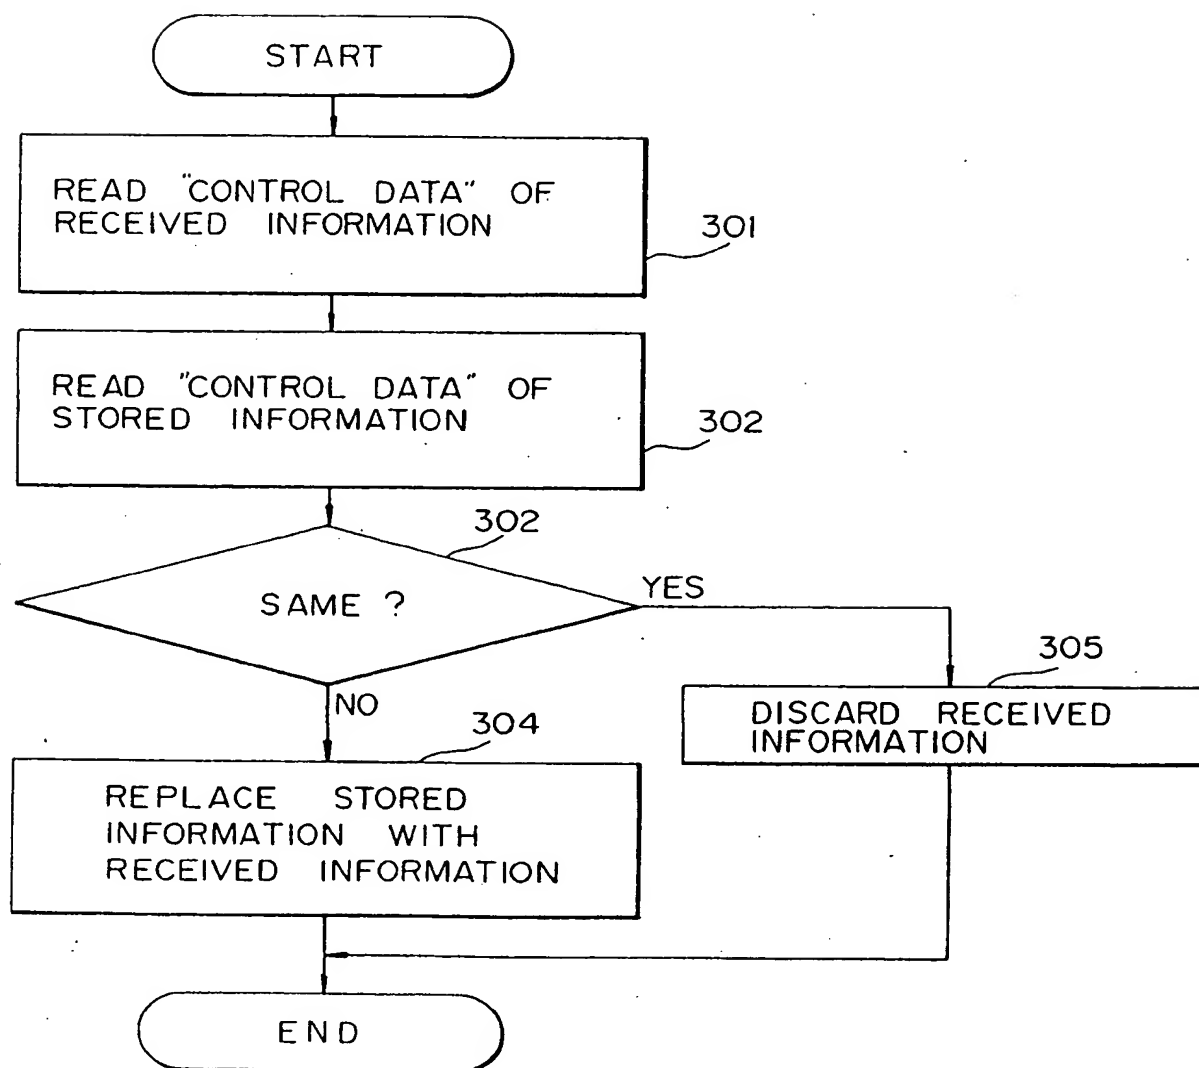 START
READ "CONTROL DATA" OF
RECEIVED INFORMATION
301
READ "CONTROL DATA" OF
STORED INFORMATION
302
302
SAME ?
YES
NO
305
DISCARD RECEIVED
INFORMATION
304
REPLACE STORED
INFORMATION WITH
RECEIVED INFORMATION
END